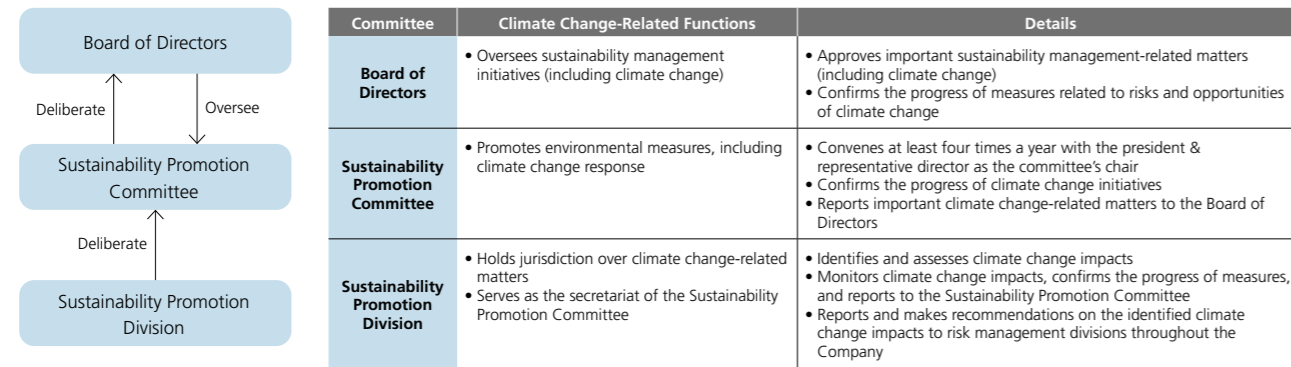 Board of Directors
Deliberate
Oversee
Sustainability Promotion
Committee
Deliberate
Sustainability Promotion
Division
Committee
Climate Change-Related Functions
Details
Board of
Directors
• Oversees sustainability management
initiatives (including climate change)
• Approves important sustainability management-related matters
(including climate change)
• Confirms the progress of measures related to risks and opportunities
of climate change
Sustainability
Promotion
Committee
• Promotes environmental measures, including
climate change response
• Convenes at least four times a year with the president &
representative director as the committee's chair
• Confirms the progress of climate change initiatives
• Reports important climate change-related matters to the Board of
Directors
Sustainability
Promotion
Division
• Holds jurisdiction over climate change-related
matters
• Serves as the secretariat of the Sustainability
Promotion Committee
• Identifies and assesses climate change impacts
• Monitors climate change impacts, confirms the progress of measures,
and reports to the Sustainability Promotion Committee
• Reports and makes recommendations on the identified climate
change impacts to risk management divisions throughout the
Company